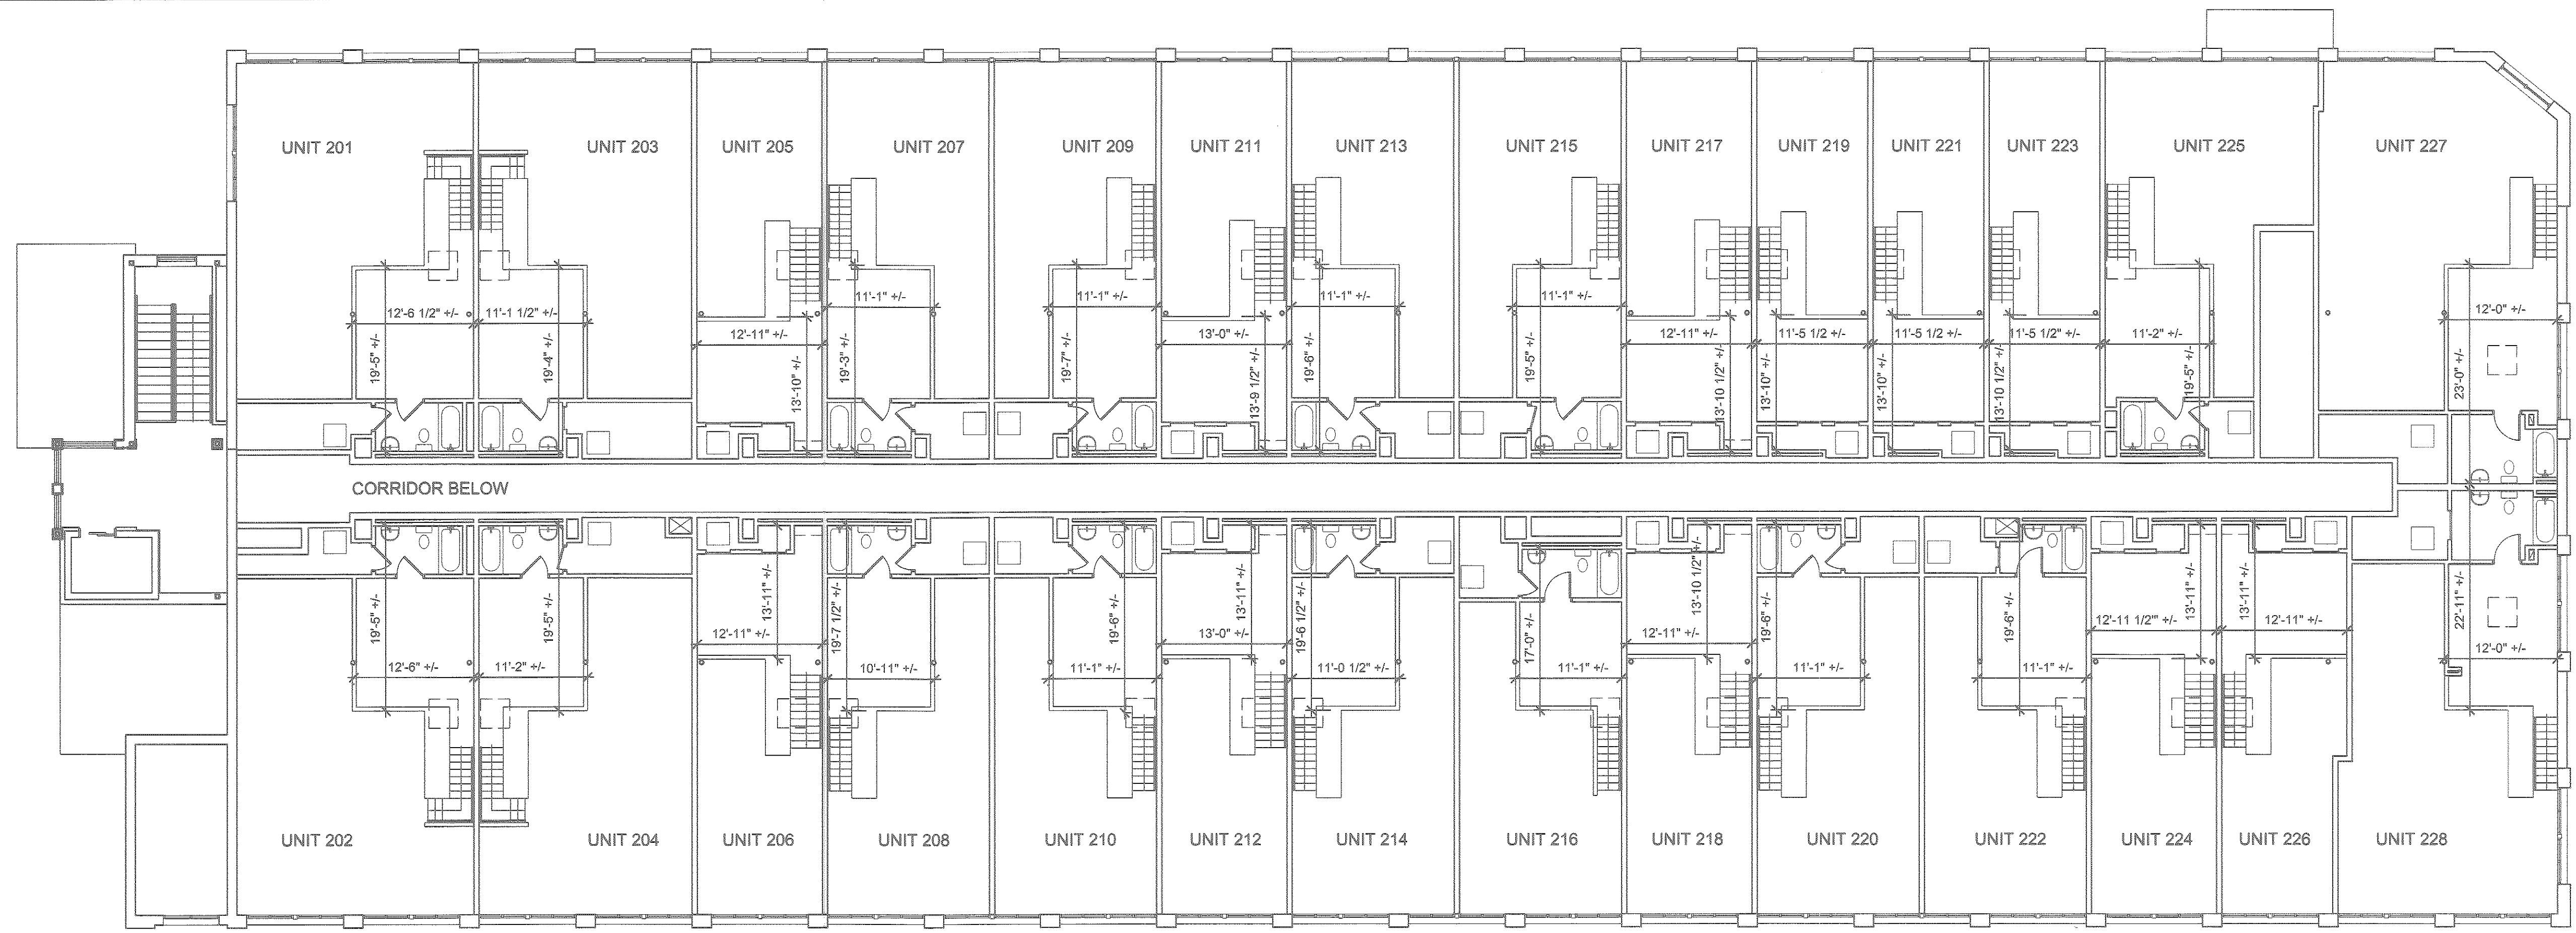 UNIT 201
UNIT 203
UNIT 205
UNIT 207
UNIT 209
UNIT 211
UNIT 213
UNIT 215
UNIT 217
UNIT 219
UNIT 221
UNIT 223
UNIT 225
UNIT 227
12'-6 1/2" +/-
11'-1 1/2" +/-
12'-11" +/-
11'-1" +/-
11'-1" +/-
13'-0" +/-
11'-1" +/-
11'-1" +/-
12'-11" +/-
11'-5 1/2 +/-
11'-5 1/2 +/-
11'-5 1/2" +/-
11'-2" +/-
12'-0" +/-
19'-5" +/-
19'-4" +/-
13'-10" +/-
19'-3" +/-
19'-7" +/-
13'-9 1/2" +/-
19'-6" +/-
19'-5" +/-
13'-10 1/2" +/-
13'-10" +/-
13'-10" +/-
13'-10 1/2" +/-
19'-5" +/-
23'-0" +/-
CORRIDOR BELOW
19'-5" +/-
19'-5" +/-
13'-11" +/-
19'-7 1/2" +/-
19'-6" +/-
13'-11" +/-
19'-6 1/2" +/-
17'-0" +/-
13'-10 1/2" +/-
19'-6" +/-
19'-6" +/-
13'-11" +/-
13'-11" +/-
22'-11" +/-
12'-6" +/-
11'-2" +/-
12'-11" +/-
10'-11" +/-
11'-1" +/-
13'-0" +/-
11'-0 1/2" +/-
11'-1" +/-
12'-11" +/-
11'-1" +/-
11'-1" +/-
12'-11 1/2"' +/-
12'-11" +/-
12'-0" +/-
UNIT 202
UNIT 204
UNIT 206
UNIT 208
UNIT 210
UNIT 212
UNIT 214
UNIT 216
UNIT 218
UNIT 220
UNIT 222
UNIT 224
UNIT 226
UNIT 228